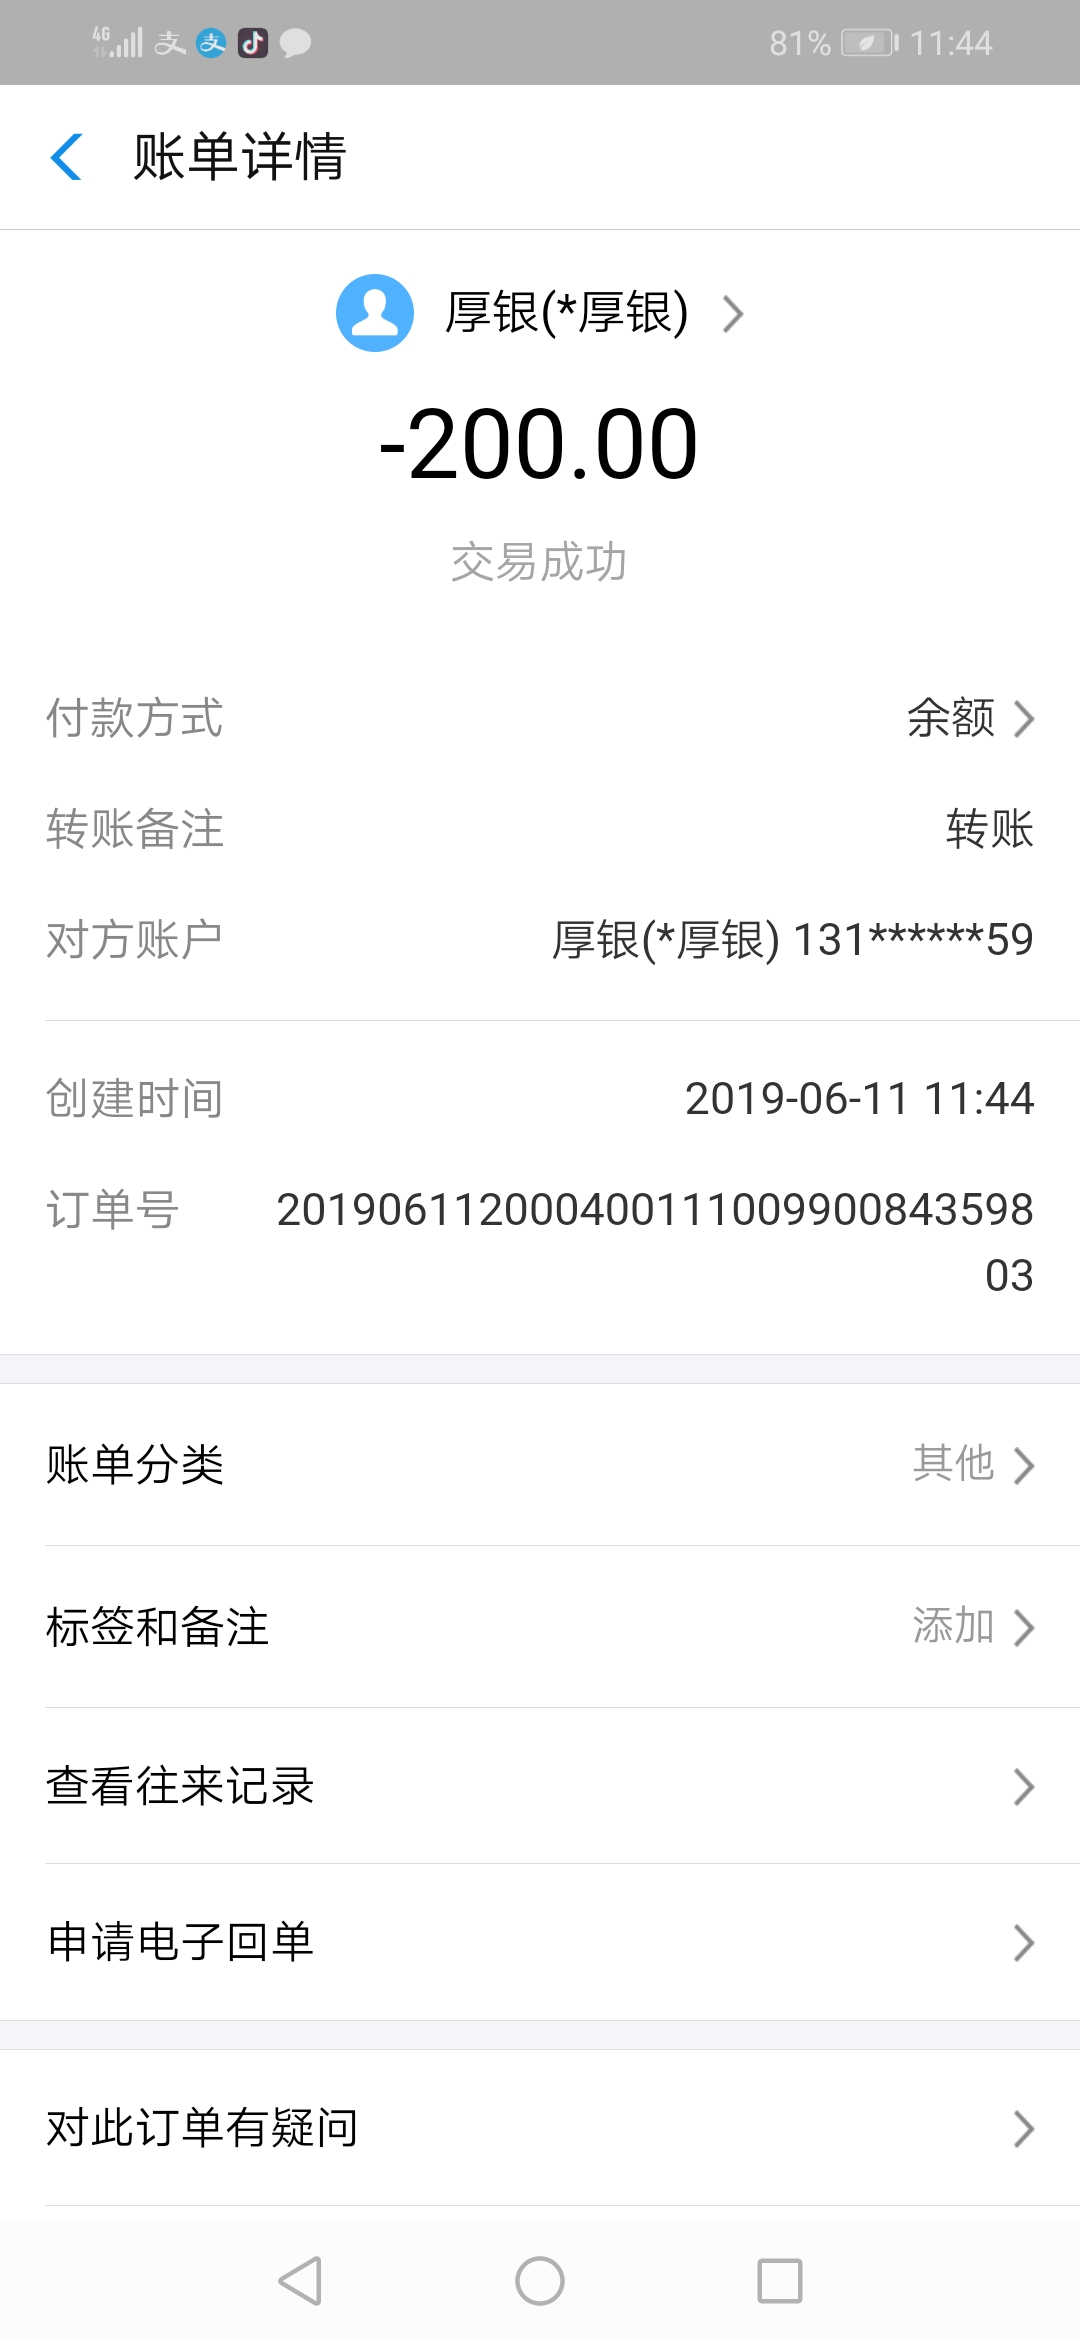 4G 81% 11:44
账单详情
厚银(*厚银)
-200.00
交易成功
付款方式 余额
转账备注 转账
对方账户 厚银(*厚银) 131******59
创建时间 2019-06-11 11:44
订单号 201906112000400111009900843598
03
账单分类 其他
标签和备注 添加
查看往来记录
申请电子回单
对此订单有疑问